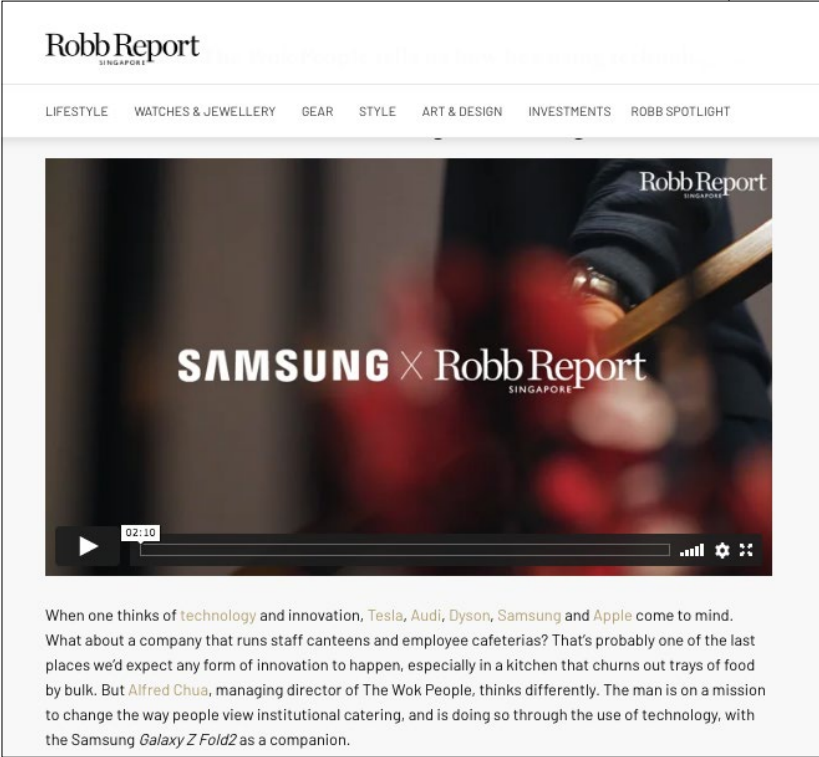 Robb Report
SINGAPORE
LIFESTYLE WATCHES & JEWELLERY GEAR STYLE ART & DESIGN INVESTMENTS ROBB SPOTLIGHT
Robb Report
SINGAPORE
SAMSUNG X Robb Report
SINGAPORE
02:10
When one thinks of technology and innovation, Tesla, Audi, Dyson, Samsung and Apple come to mind.
What about a company that runs staff canteens and employee cafeterias? That's probably one of the last
places we'd expect any form of innovation to happen, especially in a kitchen that churns out trays of food
by bulk. But Alfred Chua, managing director of The Wok People, thinks differently. The man is on a mission
to change the way people view institutional catering, and is doing so through the use of technology, with
the Samsung Galaxy Z Fold2 as a companion.